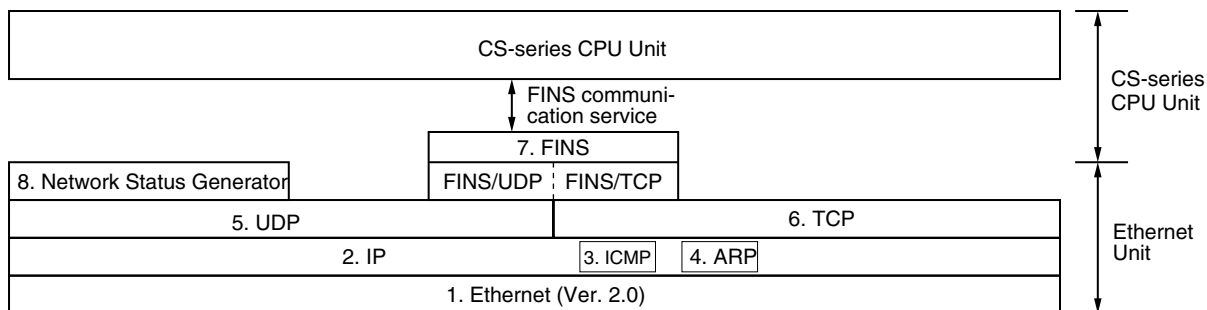 CS-series CPU Unit
CS-series
CPU Unit
FINS communi-
cation service
7. FINS
8. Network Status Generator
FINS/UDP
FINS/TCP
5. UDP
6. TCP
Ethernet
Unit
2. IP
3. ICMP
4. ARP
1. Ethernet (Ver. 2.0)